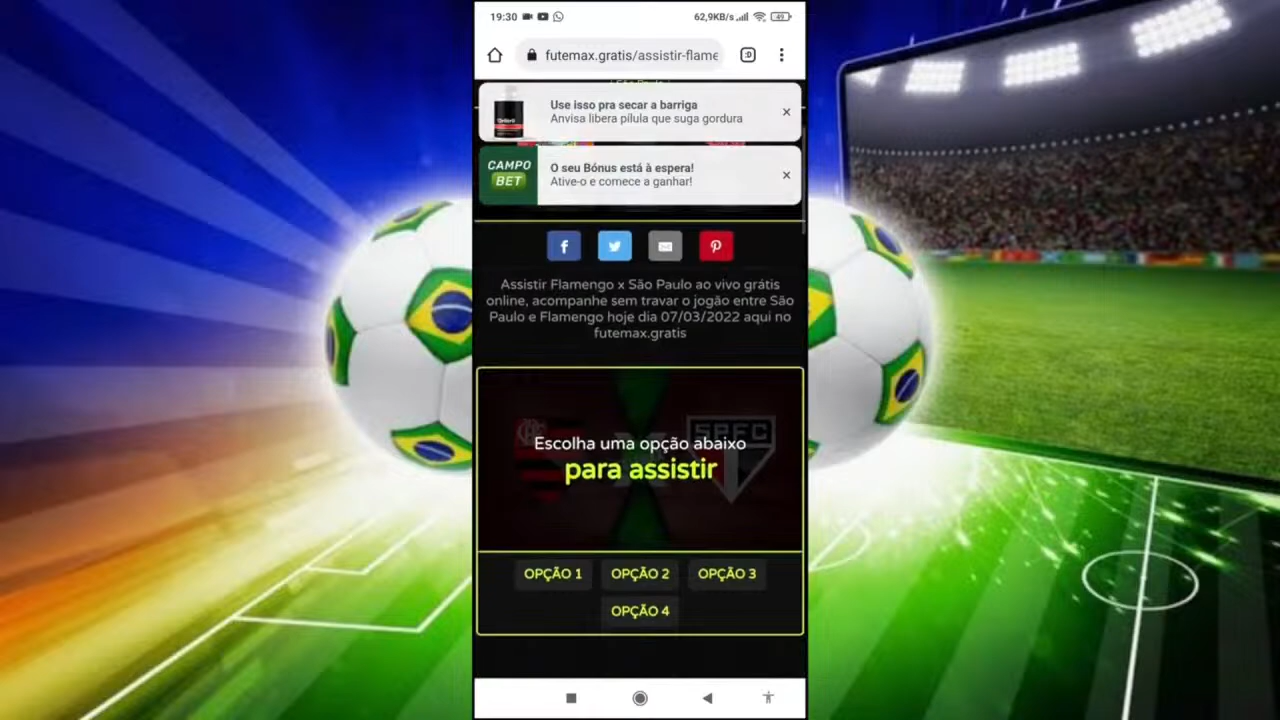 19:30
62,9KB/s
49
futemax.gratis/assistir-flame
:D
Use isso pra secar a barriga
Anvisa libera pílula que suga gordura
CAMPO
BET
O seu Bónus está à espera!
Ative-o e comece a ganhar!
Assistir Flamengo x São Paulo ao vivo grátis
online, acompanhe sem travar o jogão entre São
Paulo e Flamengo hoje dia 07/03/2022 aqui no
futemax.gratis
SPFC
Escolha uma opção abaixo
para assistir
OPÇÃO 1
OPÇÃO 2
OPÇÃO 3
OPÇÃO 4